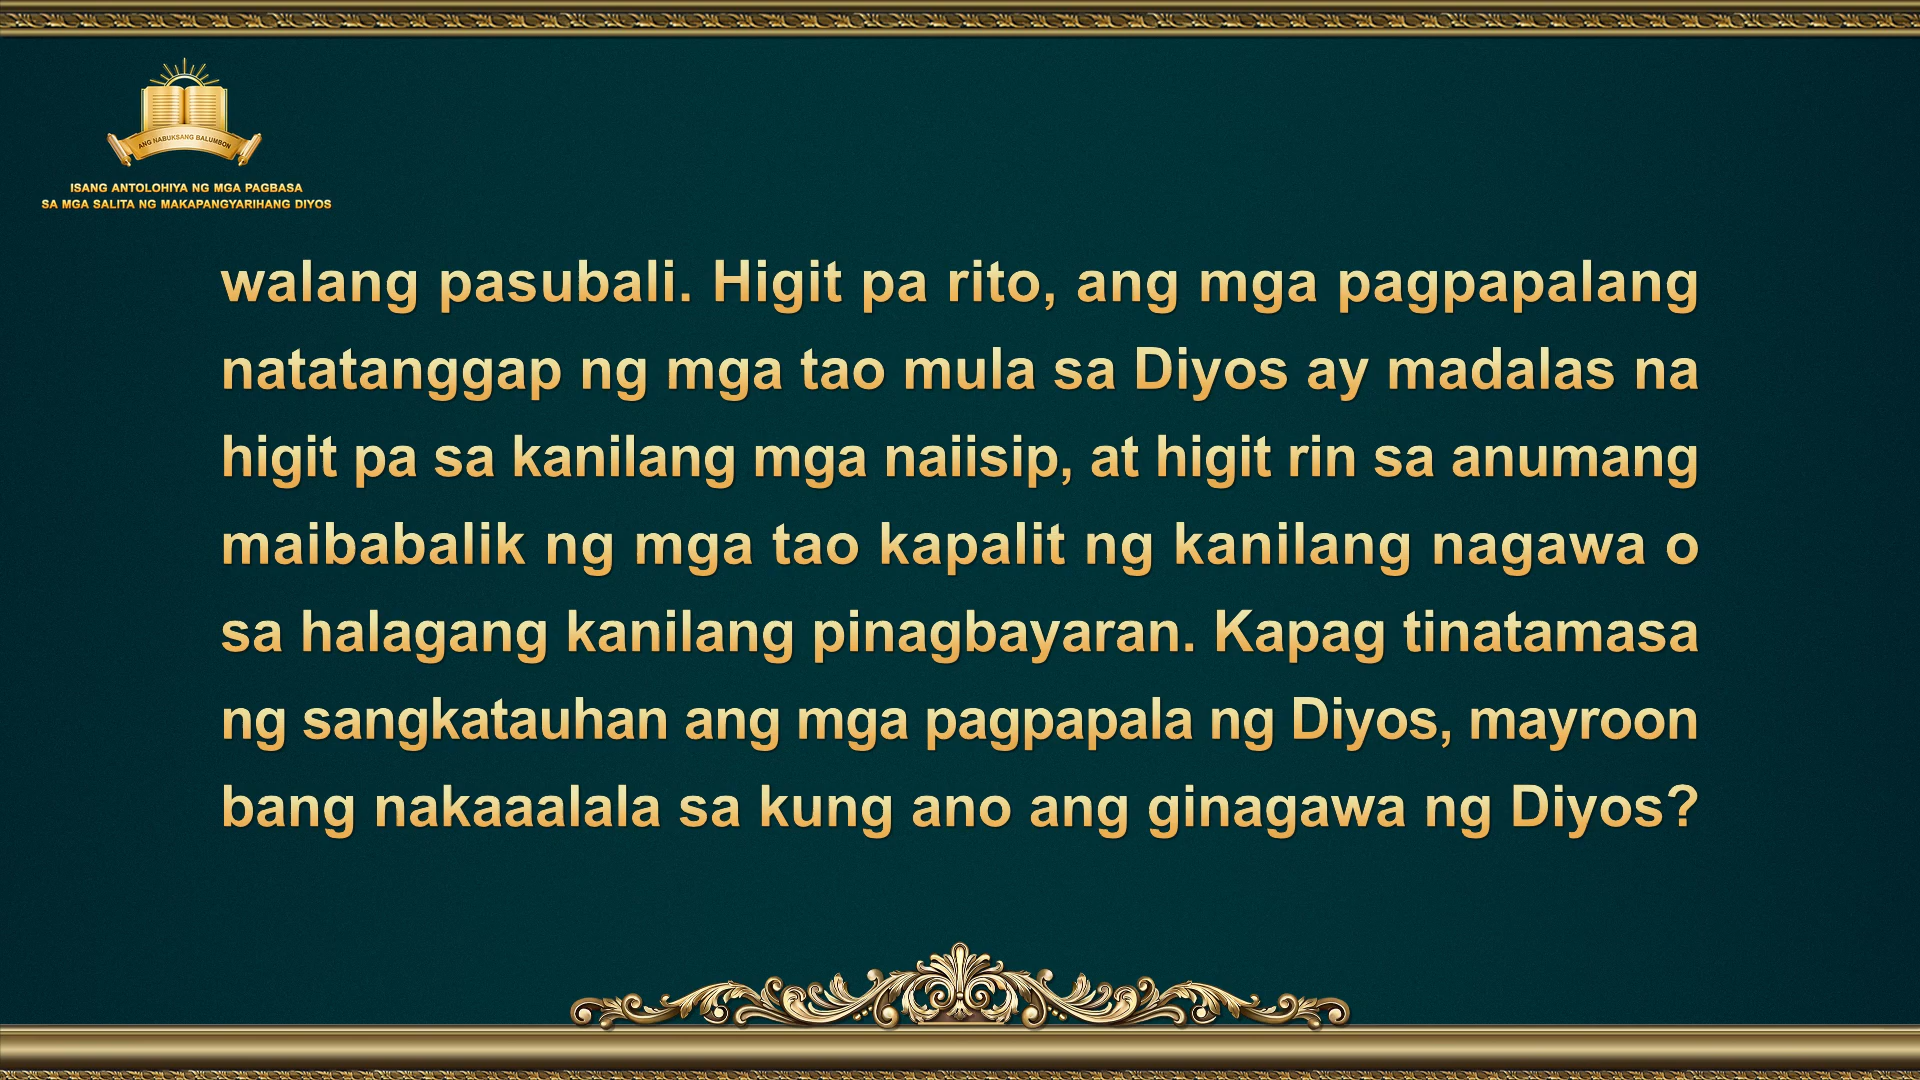 ANG NABUKSANG BALUMBON
ISANG ANTOLOHIYA NG MGA PAGBASA
SA MGA SALITA NG MAKAPANGYARIHANG DIYOS
walang pasubali. Higit pa rito, ang mga pagpapalang
natatanggap ng mga tao mula sa Diyos ay madalas na
higit pa sa kanilang mga naiisip, at higit rin sa anumang
maibabalik ng mga tao kapalit ng kanilang nagawa o
sa halagang kanilang pinagbayaran. Kapag tinatamasa
ng sangkatauhan ang mga pagpapala ng Diyos, mayroon
bang nakaaalala sa kung ano ang ginagawa ng Diyos?